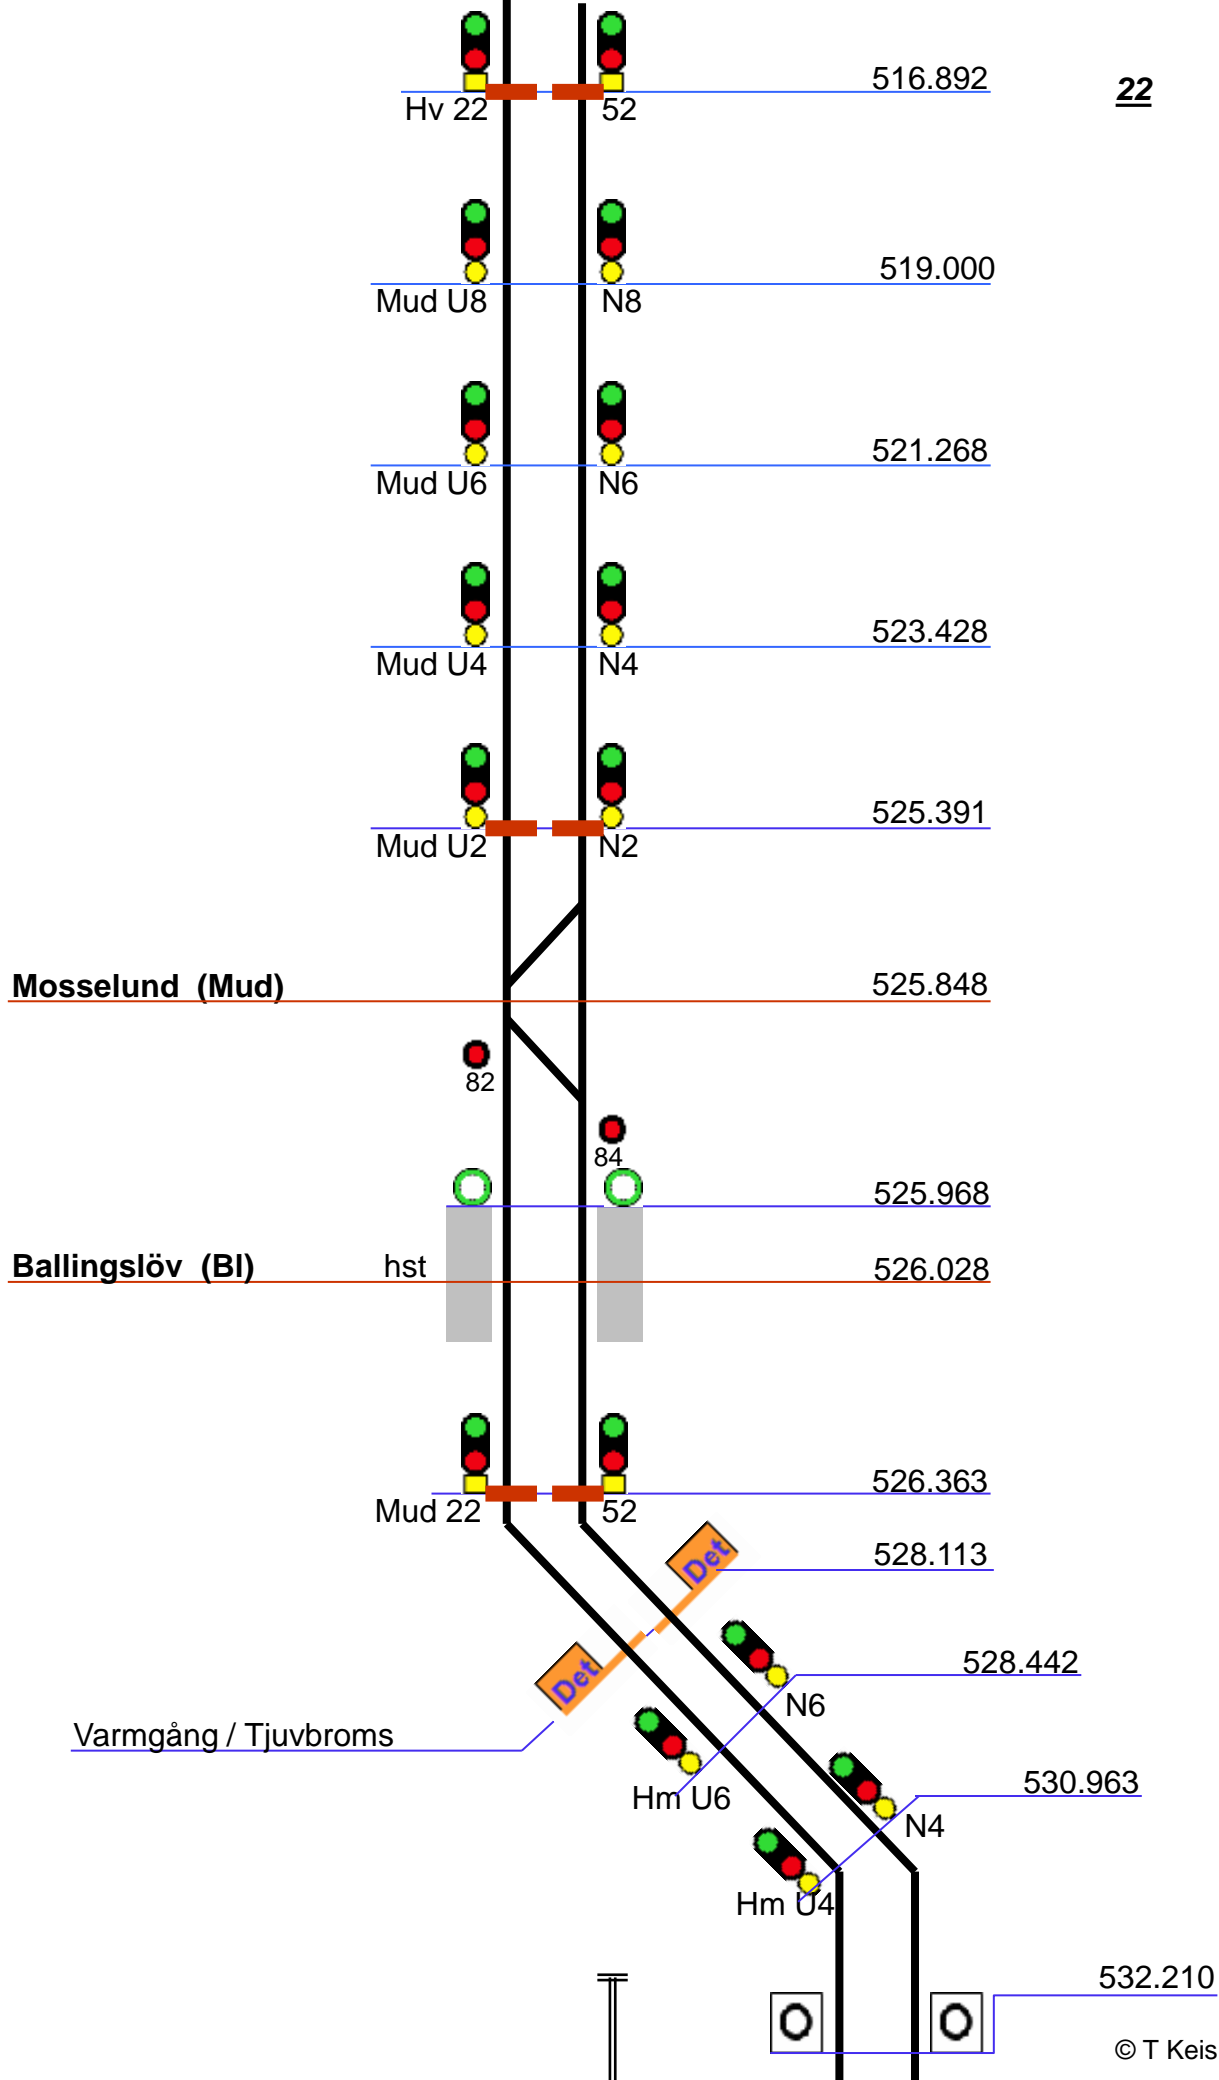 516.892
22
Hv 22 52
519.000
Mud U8 N8
521.268
Mud U6 N6
523.428
Mud U4 N4
525.391
Mud U2 N2
Mosselund (Mud) 525.848
82
84
525.968
Ballingslöv (Bl) hst 526.028
526.363
Mud 22 52
528.113
Det
528.442
Det
N6
Varmgång / Tjuvbroms
530.963
Hm U6
N4
Hm U4
532.210
O O
© T Keis